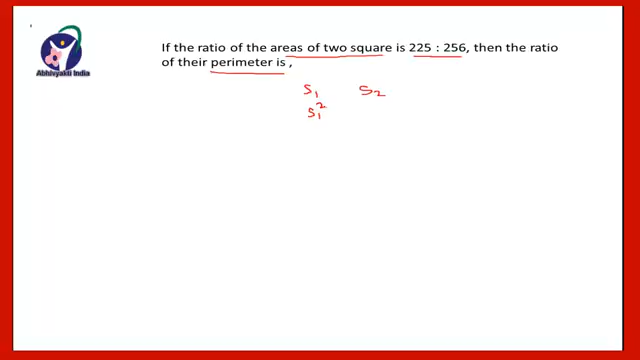 If the ratio of the areas of two square is 225 : 256, then the ratio
of their perimeter is ,
Abhivyakti India
S₁ S₂
S₁²